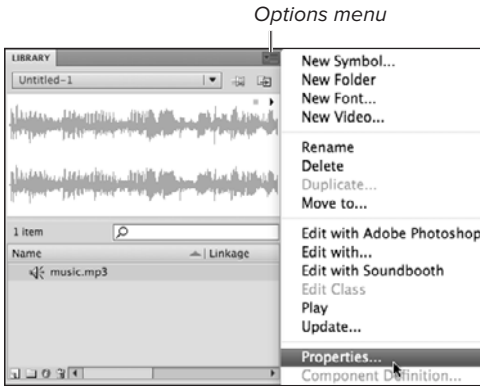 Options menu
LIBRARY
Untitled-1
1 item
Name
Linkage
music.mp3
New Symbol...
New Folder
New Font...
New Video...
Rename
Delete
Duplicate...
Move to...
Edit with Adobe Photoshop
Edit with...
Edit with Soundbooth
Edit Class
Play
Update...
Properties...
Component Definition...